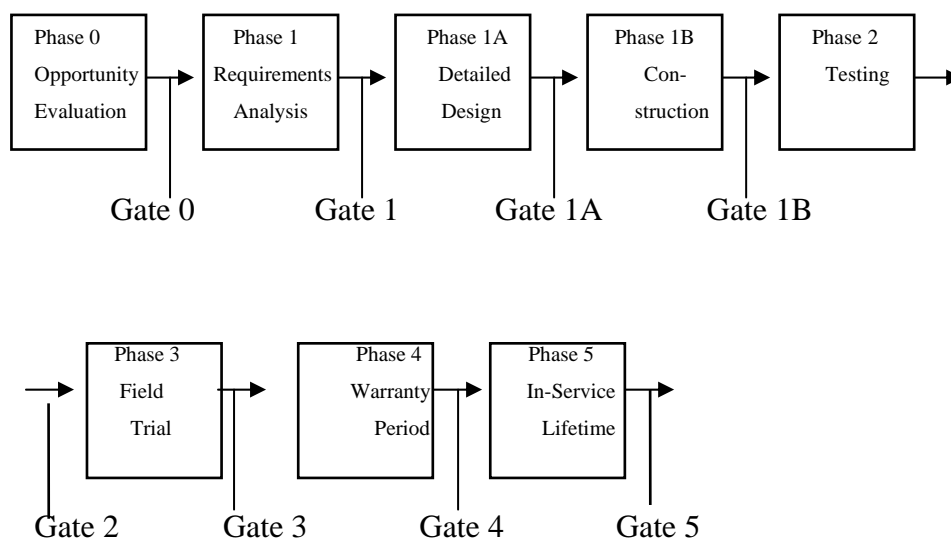 Phase 0
Opportunity
Evaluation
Phase 1
Requirements
Analysis
Phase 1A
Detailed
Design
Phase 1B
Con-
struction
Phase 2
Testing
Gate 0
Gate 1
Gate 1A
Gate 1B
Phase 3
Field
Trial
Phase 4
Warranty
Period
Phase 5
In-Service
Lifetime
Gate 2
Gate 3
Gate 4
Gate 5